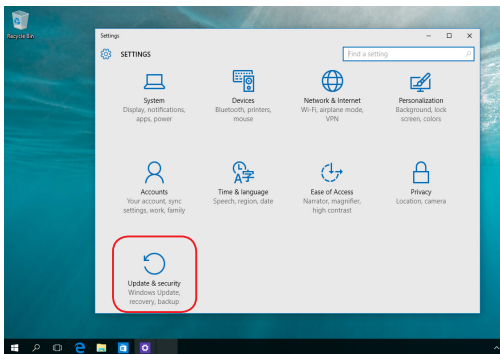 Recycle Bin
Settings
SETTINGS
Find a setting
System
Display, notifications,
apps, power
Devices
Bluetooth, printers,
mouse
Network & Internet
Wi-Fi, airplane mode,
VPN
Personalization
Background, lock
screen, colors
Accounts
Your account, sync
settings, work, family
Time & language
Speech, region, date
Ease of Access
Narrator, magnifier,
high contrast
Privacy
Location, camera
Update & security
Windows Update,
recovery, backup